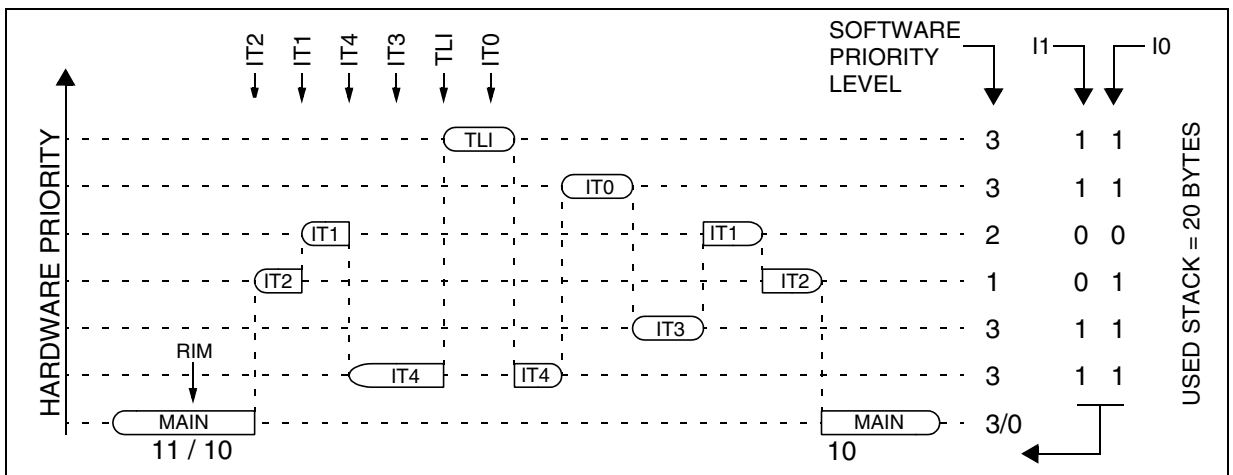 SOFTWARE
PRIORITY
LEVEL
I1
I0
IT2
IT1
IT4
IT3
TLI
IT0
HARDWARE PRIORITY
TLI
3
1 1
IT0
3
1 1
IT1
IT1
2
0 0
IT2
IT2
1
0 1
IT3
3
1 1
RIM
IT4
IT4
3
1 1
MAIN
MAIN
3/0
11 / 10
10
USED STACK = 20 BYTES